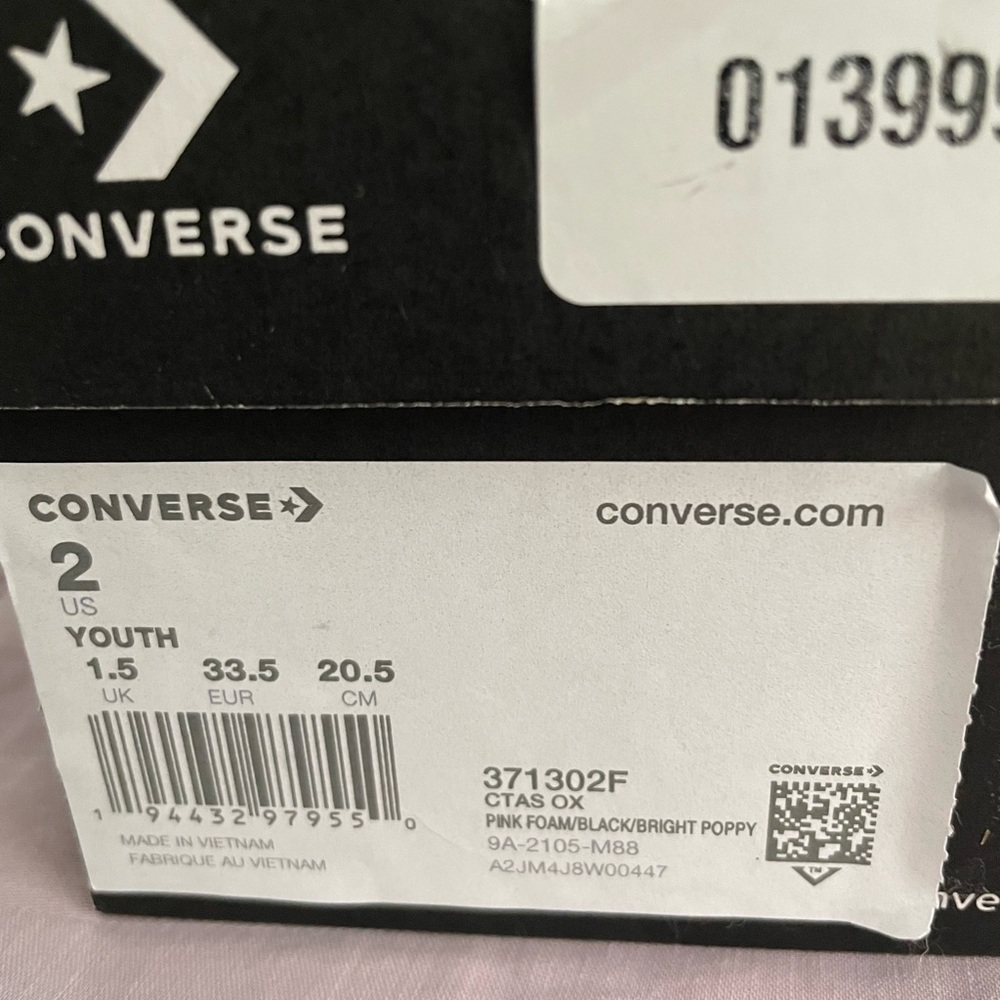 CONVERSE
01399
CONVERSE
converse.com
2
US
YOUTH
1.5 33.5 20.5
UK EUR CM
1 94432 97955 0
MADE IN VIETNAM
FABRIQUE AU VIETNAM
371302F
CTAS OX
PINK FOAM/BLACK/BRIGHT POPPY
9A-2105-M88
A2JM4J8W00447
CONVERSE
TM